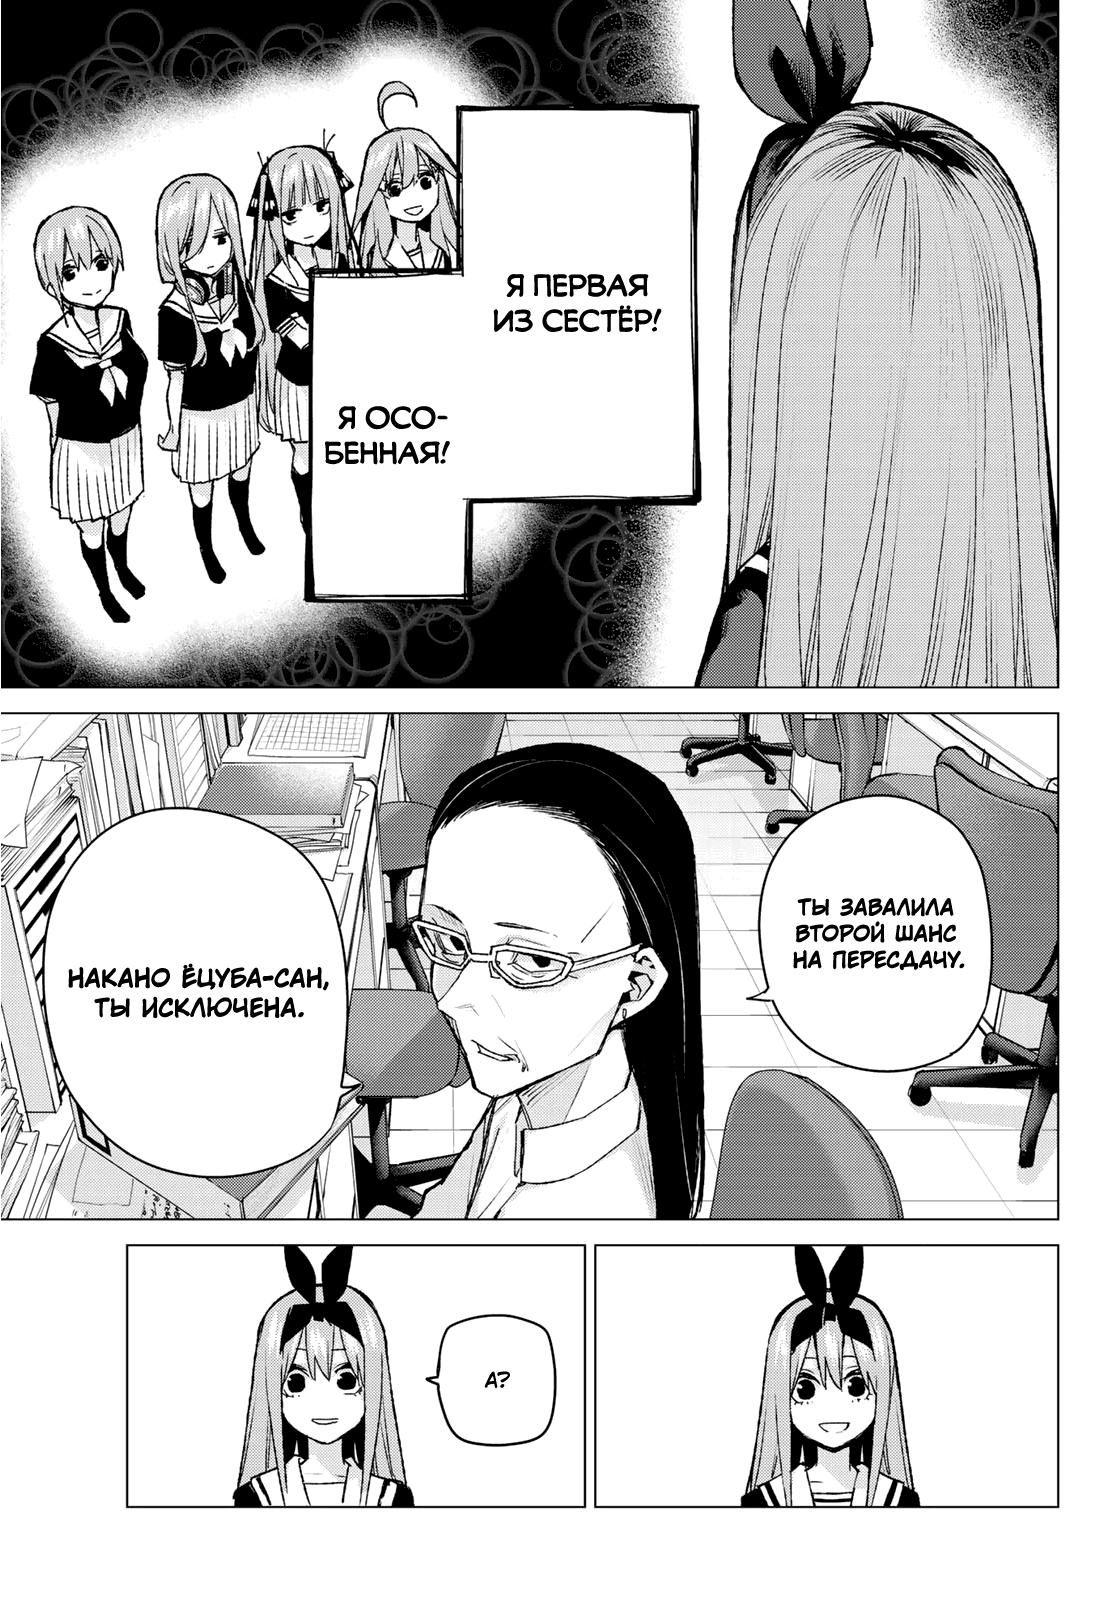 Я ПЕРВАЯ
ИЗ СЕСТЁР!
Я ОСО-
БЕННАЯ!
ТЫ ЗАВАЛИЛА
ВТОРОЙ ШАНС
НА ПЕРЕСДАЧУ.
НАКАНО ЁЦУБА-САН,
ТЫ ИСКЛЮЧЕНА.
А?